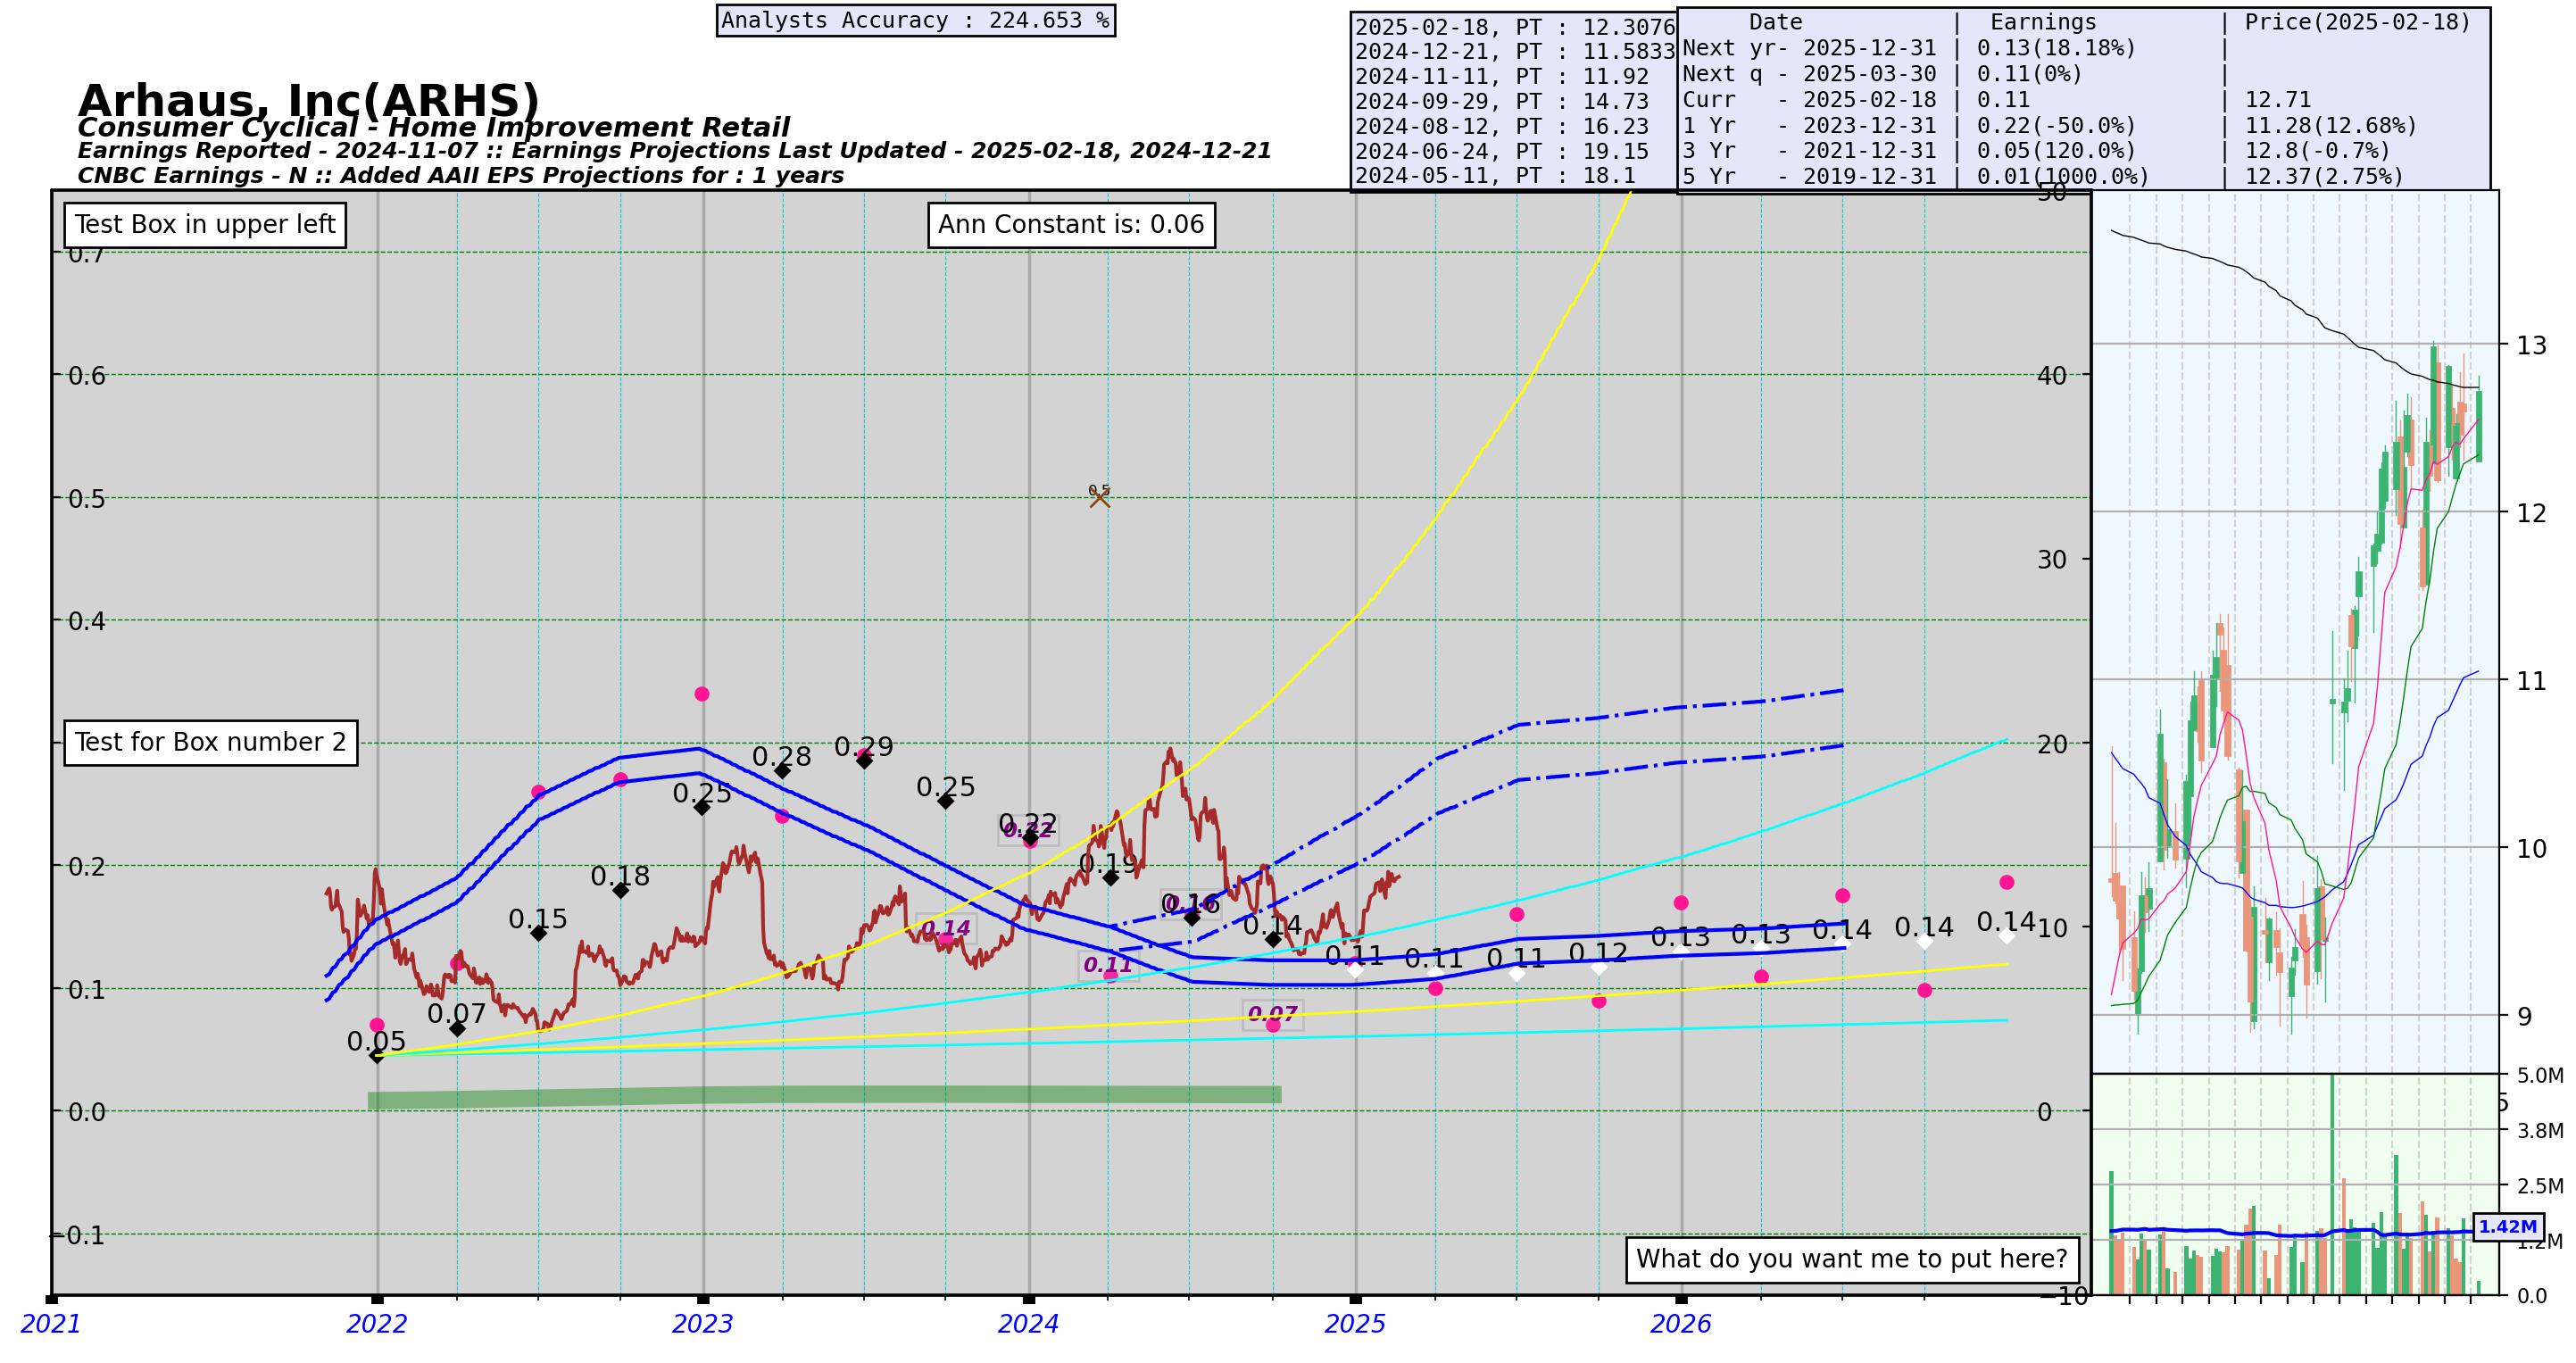 Analysts Accuracy : 224.653 %
2025-02-18, PT : 12.3076
2024-12-21, PT : 11.5833
2024-11-11, PT : 11.92
2024-09-29, PT : 14.73
2024-08-12, PT : 16.23
2024-06-24, PT : 19.15
2024-05-11, PT : 18.1
Date | Earnings | Price(2025-02-18)
Next yr- 2025-12-31 | 0.13(18.18%) |
Next q - 2025-03-30 | 0.11(0%) |
Curr - 2025-02-18 | 0.11 | 12.71
1 Yr - 2023-12-31 | 0.22(-50.0%) | 11.28(12.68%)
3 Yr - 2021-12-31 | 0.05(120.0%) | 12.8(-0.7%)
5 Yr - 2019-12-31 | 0.01(1000.0%) | 12.37(2.75%)
Arhaus, Inc(ARHS)
Consumer Cyclical - Home Improvement Retail
Earnings Reported - 2024-11-07 :: Earnings Projections Last Updated - 2025-02-18, 2024-12-21
CNBC Earnings - N :: Added AAII EPS Projections for : 1 years
Test Box in upper left
Ann Constant is: 0.06
Test for Box number 2
What do you want me to put here?
0.7
0.6
0.5
0.4
0.2
0.1
0.0
−0.1
50
40
30
20
10
0
−10
0.5
0.05
0.07
0.15
0.18
0.25
0.28
0.29
0.25
0.22
0.22
0.19
0.16
0.14
0.14
0.11
0.07
0.11
0.11
0.11
0.12
0.13
0.13
0.14
0.14
0.14
13
12
11
10
9
5.0M
3.8M
2.5M
1.42M
1.2M
0.0
2021
2022
2023
2024
2025
2026